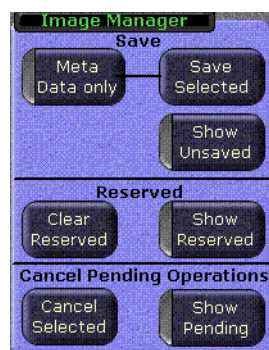 Image Manager
Save
Meta Save
Data only Selected
Show
Unsaved
Reserved
Clear Show
Reserved Reserved
Cancel Pending Operations
Cancel Show
Selected Pending